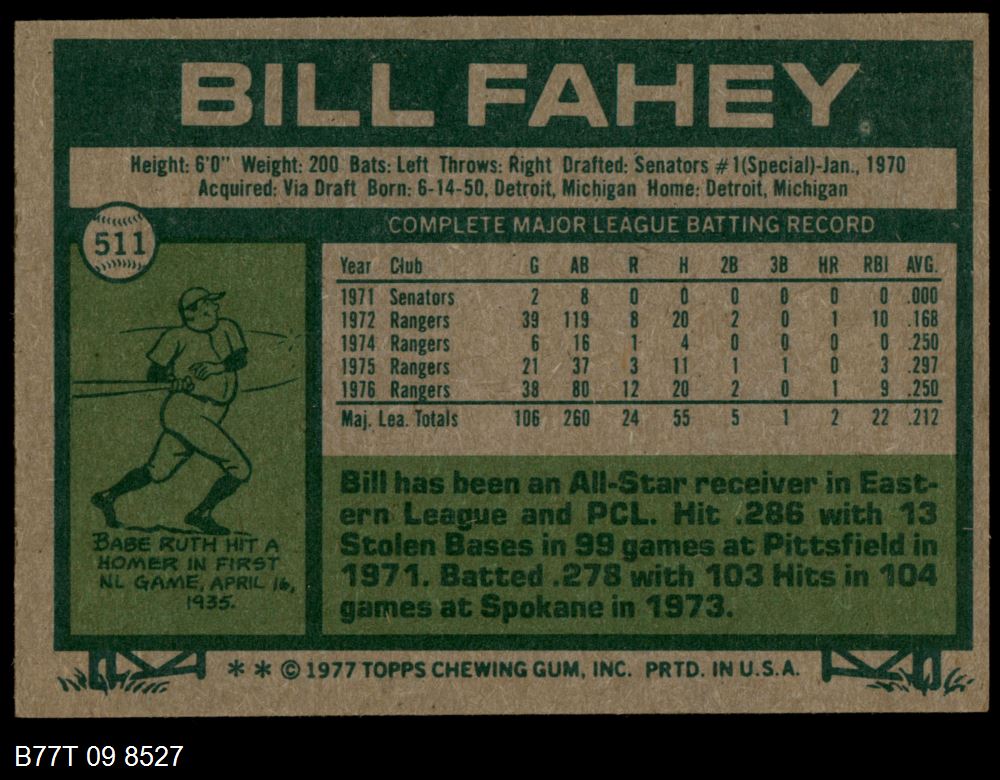 BILL FAHEY
Height: 6'0" Weight: 200 Bats: Left Throws: Right Drafted: Senators #1(Special)-Jan., 1970
Acquired: Via Draft Born: 6-14-50, Detroit, Michigan Home: Detroit, Michigan
511
COMPLETE MAJOR LEAGUE BATTING RECORD
Year Club G AB R H 2B 3B HR RBI AVG.
1971 Senators 2 8 0 0 0 0 0 0 .000
1972 Rangers 39 119 8 20 2 0 1 10 .168
1974 Rangers 6 16 1 4 0 0 0 0 .250
1975 Rangers 21 37 3 11 1 1 0 3 .297
1976 Rangers 38 80 12 20 2 0 1 9 .250
Maj. Lea. Totals 106 260 24 55 5 1 2 22 .212
BABE RUTH HIT A
HOMER IN FIRST
NL GAME, APRIL 16,
1935.
Bill has been an All-Star receiver in East-
ern League and PCL. Hit .286 with 13
Stolen Bases in 99 games at Pittsfield in
1971. Batted .278 with 103 Hits in 104
games at Spokane in 1973.
* * © 1977 TOPPS CHEWING GUM, INC. PRTD. IN U.S.A.
B77T 09 8527